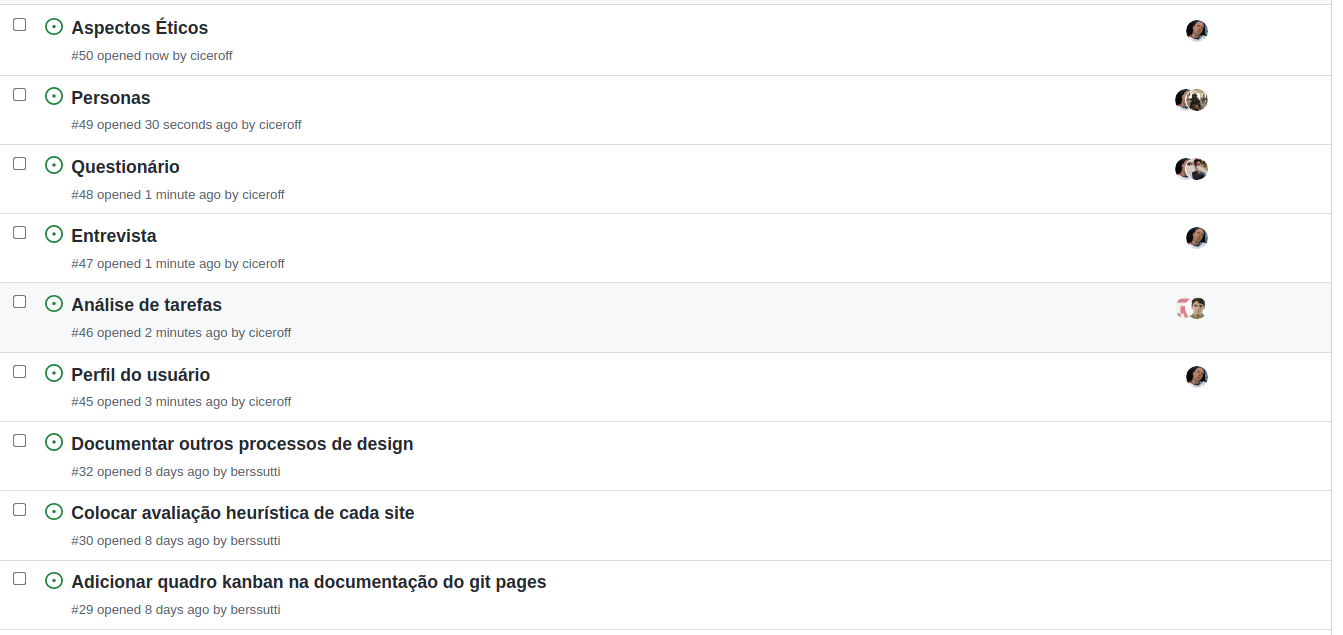 Aspectos Éticos
#50 opened now by ciceroff
Personas
#49 opened 30 seconds ago by ciceroff
Questionário
#48 opened 1 minute ago by ciceroff
Entrevista
#47 opened 1 minute ago by ciceroff
Análise de tarefas
#46 opened 2 minutes ago by ciceroff
Perfil do usuário
#45 opened 3 minutes ago by ciceroff
Documentar outros processos de design
#32 opened 8 days ago by berssutti
Colocar avaliação heurística de cada site
#30 opened 8 days ago by berssutti
Adicionar quadro kanban na documentação do git pages
#29 opened 8 days ago by berssutti